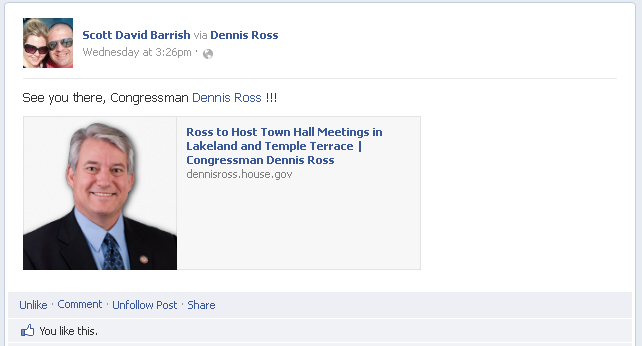 Scott David Barrish via Dennis Ross
Wednesday at 3:26pm ·
See you there, Congressman Dennis Ross !!!
Ross to Host Town Hall Meetings in
Lakeland and Temple Terrace |
Congressman Dennis Ross
dennisross.house.gov
Unlike · Comment · Unfollow Post · Share
You like this.